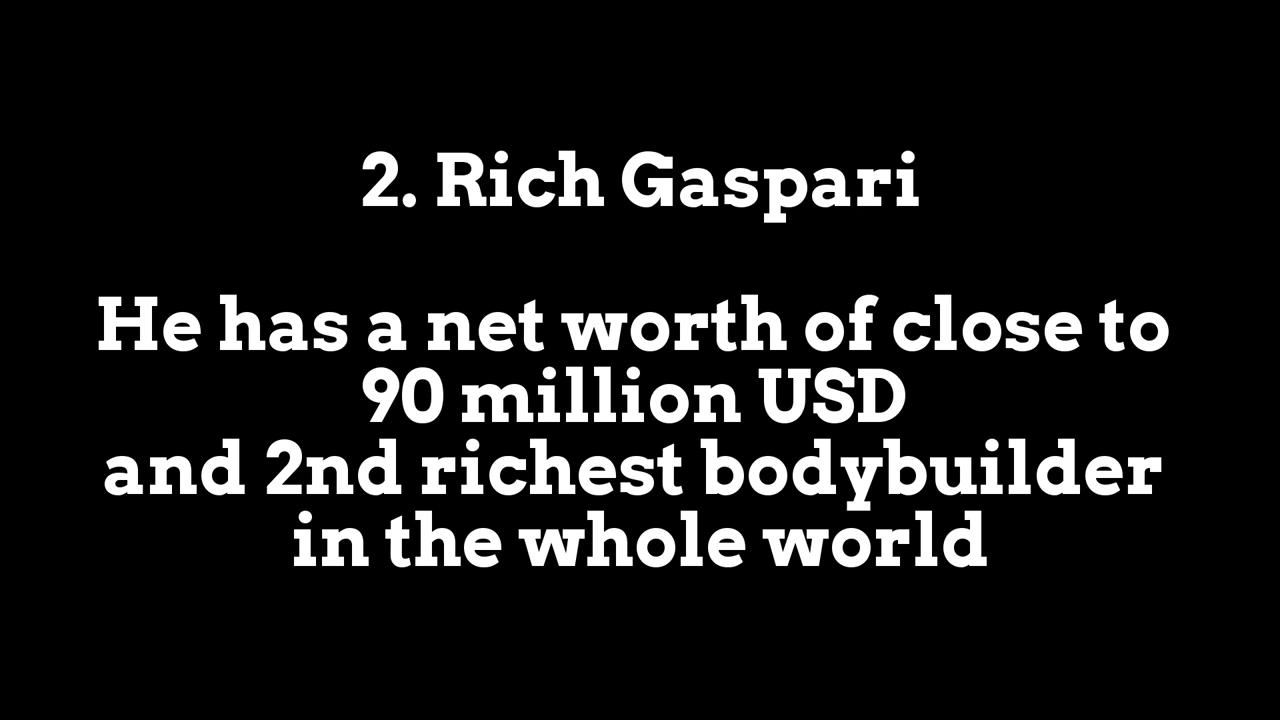 2. Rich Gaspari
He has a net worth of close to
90 million USD
and 2nd richest bodybuilder
in the whole world